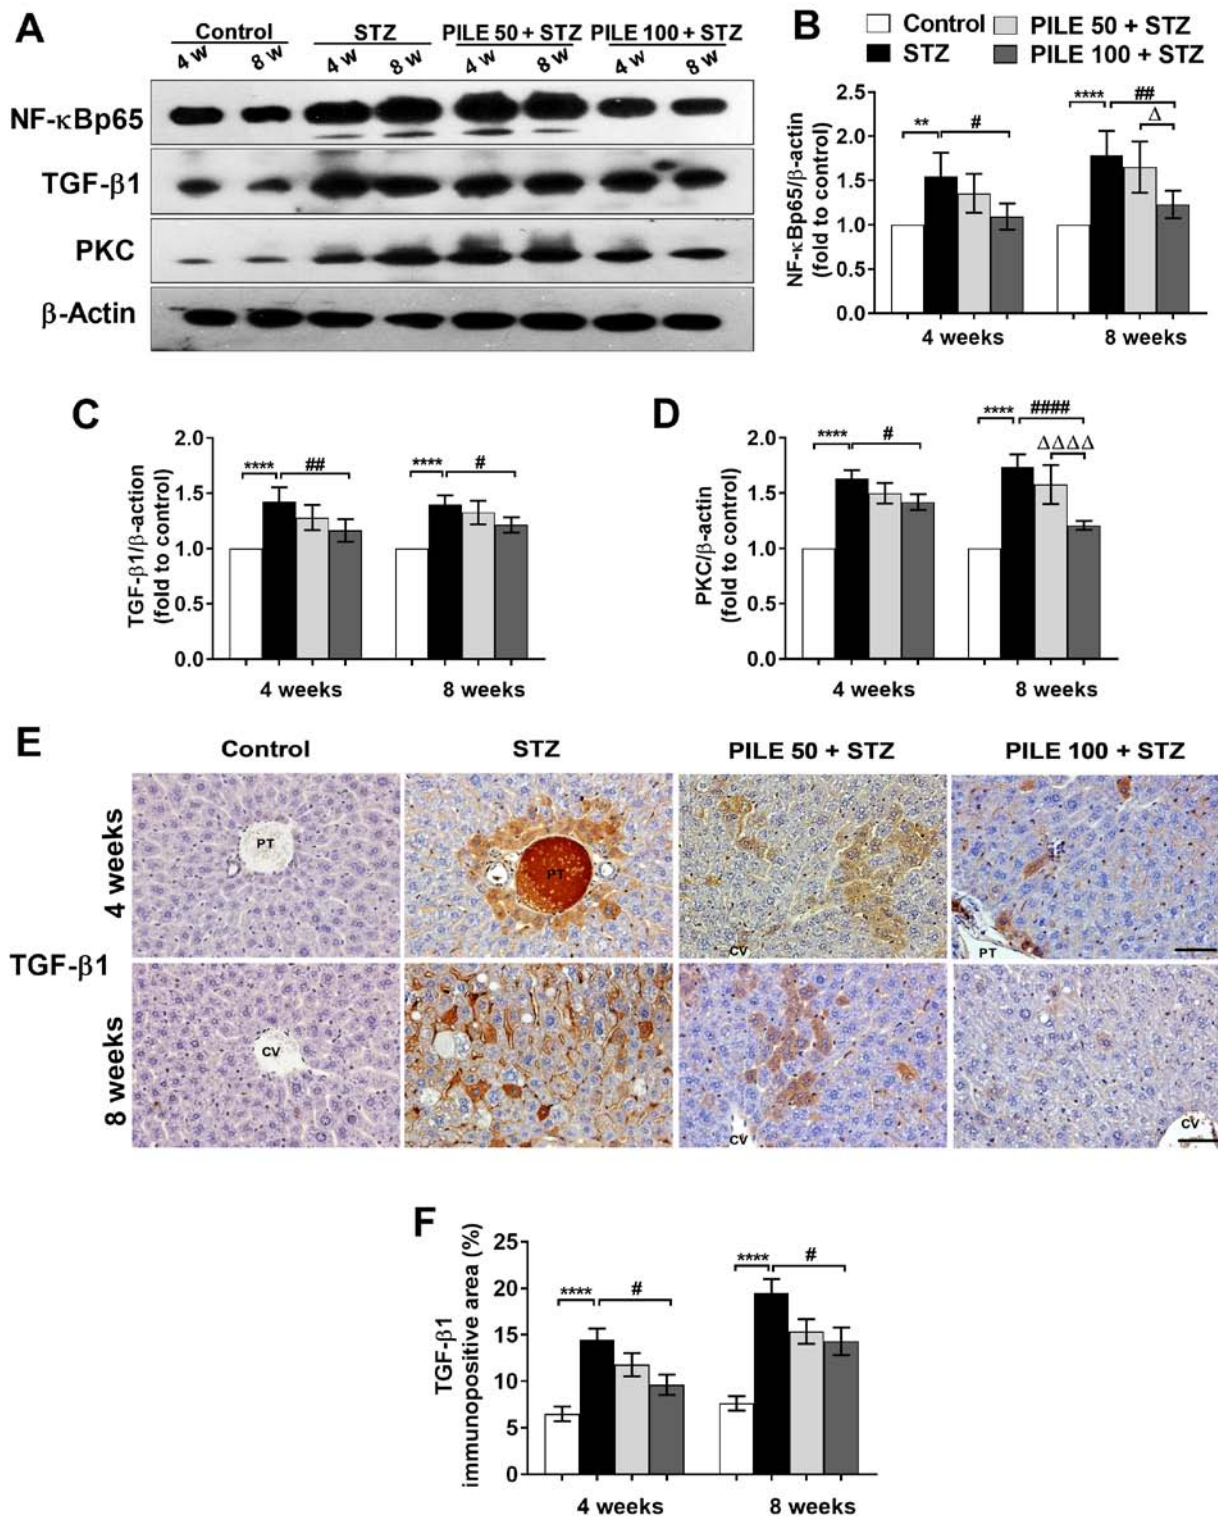 A
Control STZ PILE 50 + STZ PILE 100 + STZ
4 w 8 w 4 w 8 w 4 w 8 w 4 w 8 w
NF-κBp65
TGF-β1
PKC
β-Actin
B
Control PILE 50 + STZ
STZ PILE 100 + STZ
NF-κBp65/β-actin
(fold to control)
2.5
2.0
1.5
1.0
0.5
0.0
** # **** ## Δ
4 weeks 8 weeks
C
TGF-β1/β-action
(fold to control)
2.0
1.5
1.0
0.5
0.0
**** ## **** #
4 weeks 8 weeks
D
PKC/β-actin
(fold to control)
2.0
1.5
1.0
0.5
0.0
**** # **** #### ΔΔΔΔ
4 weeks 8 weeks
E
Control STZ PILE 50 + STZ PILE 100 + STZ
TGF-β1
4 weeks
PT PT CV PT
8 weeks
CV CV CV
F
TGF-β1
immunopositive area (%)
25
20
15
10
5
0
**** # **** #
4 weeks 8 weeks